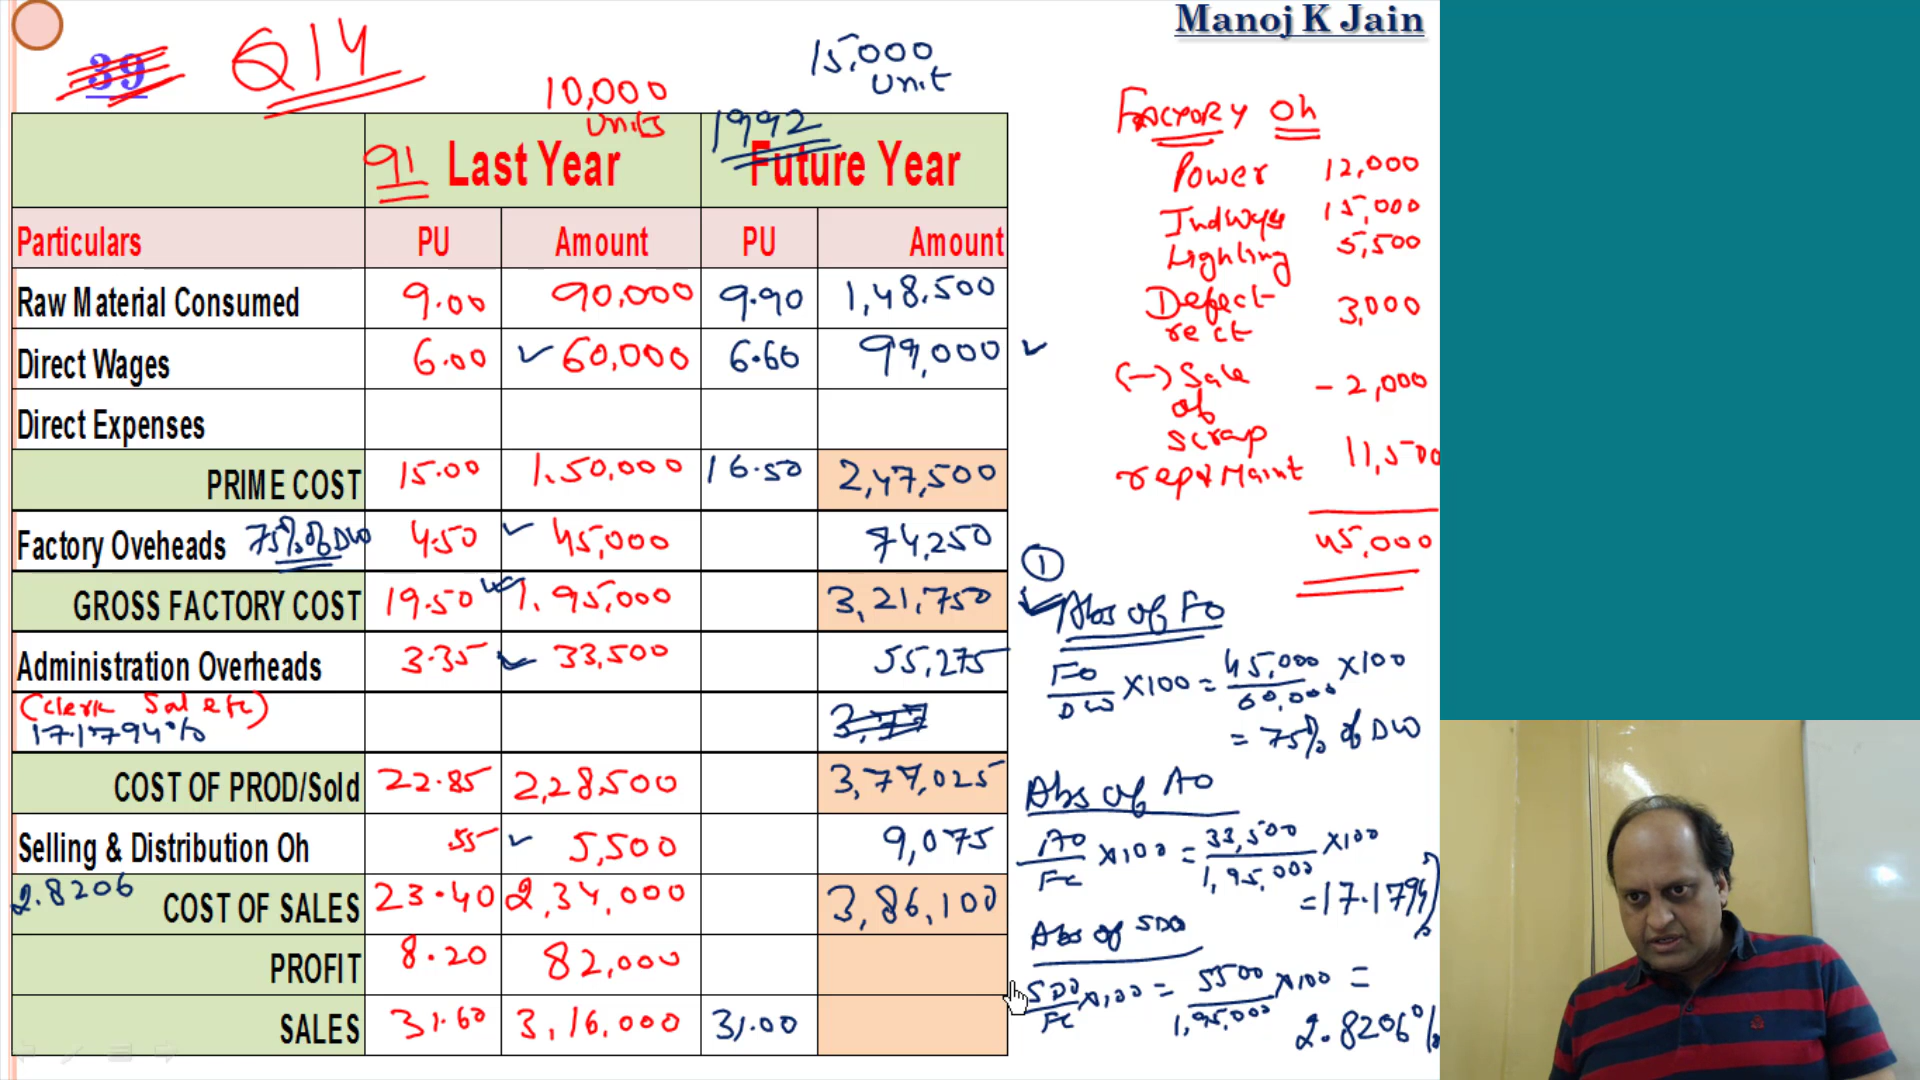 Manoj K Jain
39 Q14
10,000 units
15,000 unit
91 Last Year
1992 Future Year
Particulars PU Amount PU Amount
Raw Material Consumed 9.00 90,000 9.90 1,48,500
Direct Wages 6.00 60,000 6.60 99,000
Direct Expenses
PRIME COST 15.00 1,50,000 16.50 2,47,500
Factory Oveheads 75% of DW 4.50 45,000 74,250
GROSS FACTORY COST 19.50 1,95,000 3,21,750
Administration Overheads 3.35 33,500 55,275
(Clerk Sal etc)
17.1794% 3,77
COST OF PROD/Sold 22.85 2,28,500 3,77,025
Selling & Distribution Oh .55 5,500 9,075
2.8206 COST OF SALES 23.40 2,34,000 3,86,100
PROFIT 8.20 82,000
SALES 31.60 3,16,000 31.00
Factory Oh
Power 12,000
Ind Wges 15,000
Lighling 5,500
Defect- 3,000
rect
(-) Sale - 2,000
of
Scrap
rep & Maint 11,500
45,000
①
Abs of FO
FO/DW X100 = 45,000/60,000 X100
= 75% of DW
Abs of AO
AO/FC X100 = 33,500/1,95,000 X100
= 17.1794%
Abs of SDO
SDO/FC X100 = 5500/1,95,000 X100 =
2.8206%